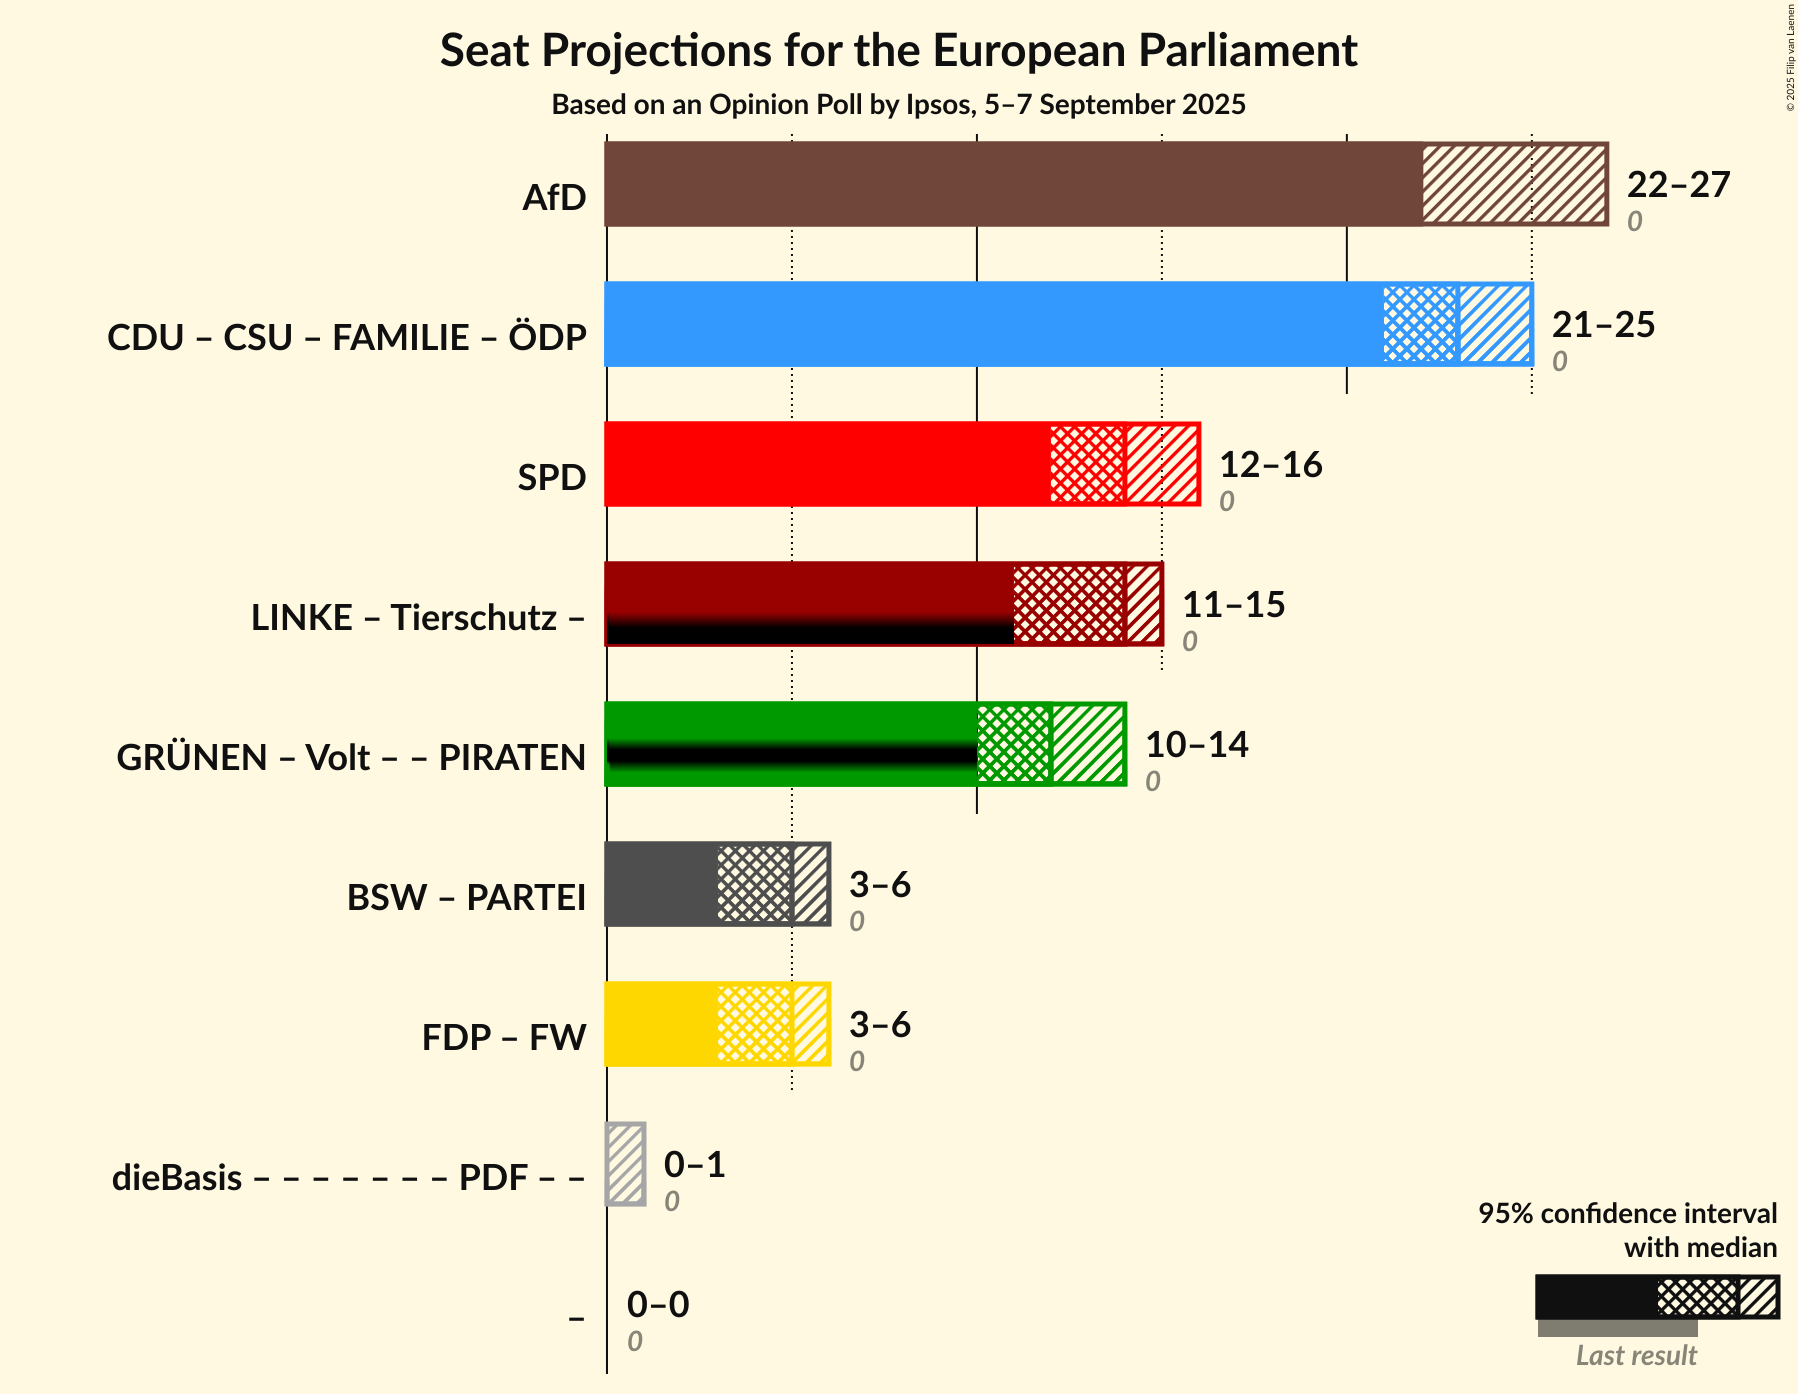 Seat Projections for the European Parliament
Based on an Opinion Poll by Ipsos, 5–7 September 2025
© 2025 Filip van Laenen
AfD
22–27
0
CDU – CSU – FAMILIE – ÖDP
21–25
0
SPD
12–16
0
LINKE – Tierschutz –
11–15
0
GRÜNEN – Volt – – PIRATEN
10–14
0
BSW – PARTEI
3–6
0
FDP – FW
3–6
0
dieBasis – – – – – – – PDF – –
0–1
0
–
0–0
0
95% confidence interval
with median
Last result